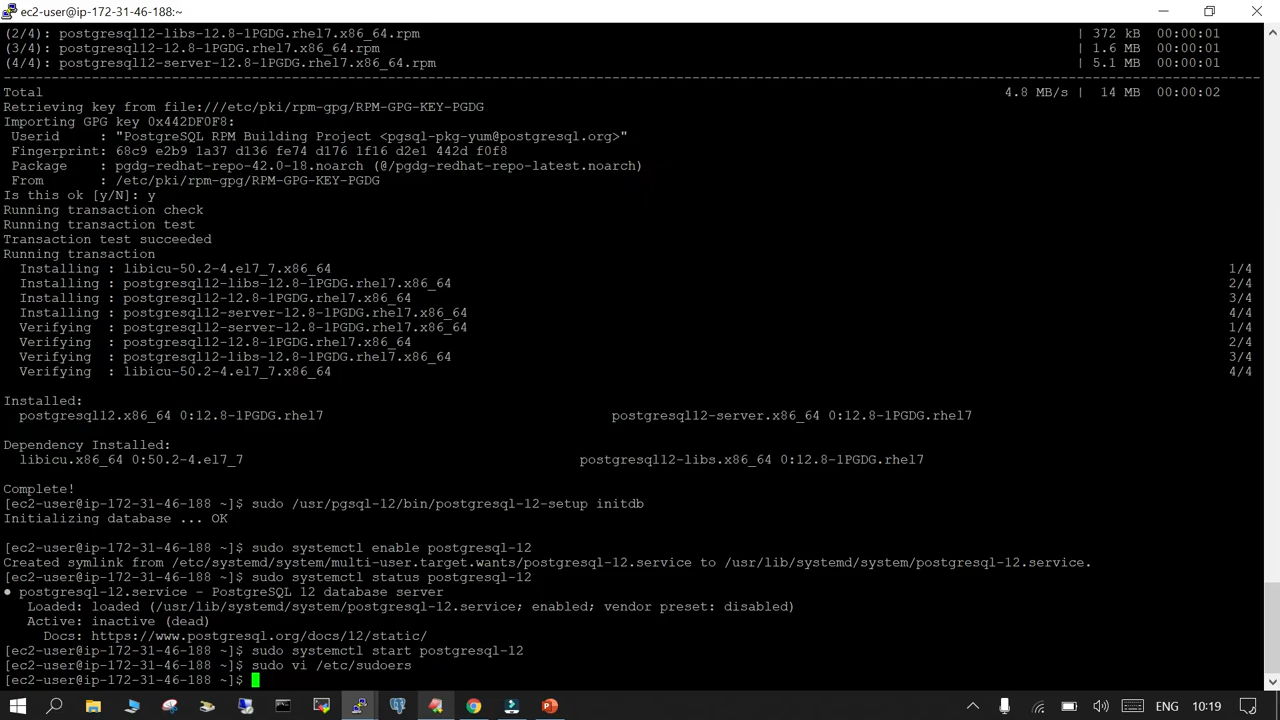 ec2-user@ip-172-31-46-188:~
(2/4): postgresql12-libs-12.8-1PGDG.rhel7.x86_64.rpm | 372 kB 00:00:01
(3/4): postgresql12-12.8-1PGDG.rhel7.x86_64.rpm | 1.6 MB 00:00:01
(4/4): postgresql12-server-12.8-1PGDG.rhel7.x86_64.rpm | 5.1 MB 00:00:01
--------------------------------------------------------------------------------
Total 4.8 MB/s | 14 MB 00:00:02
Retrieving key from file:///etc/pki/rpm-gpg/RPM-GPG-KEY-PGDG
Importing GPG key 0x442DF0F8:
Userid : "PostgreSQL RPM Building Project <pgsql-pkg-yum@postgresql.org>"
Fingerprint: 68c9 e2b9 1a37 d136 fe74 d176 1f16 d2e1 442d f0f8
Package : pgdg-redhat-repo-42.0-18.noarch (@/pgdg-redhat-repo-latest.noarch)
From : /etc/pki/rpm-gpg/RPM-GPG-KEY-PGDG
Is this ok [y/N]: y
Running transaction check
Running transaction test
Transaction test succeeded
Running transaction
Installing : libicu-50.2-4.el7_7.x86_64 1/4
Installing : postgresql12-libs-12.8-1PGDG.rhel7.x86_64 2/4
Installing : postgresql12-12.8-1PGDG.rhel7.x86_64 3/4
Installing : postgresql12-server-12.8-1PGDG.rhel7.x86_64 4/4
Verifying : postgresql12-server-12.8-1PGDG.rhel7.x86_64 1/4
Verifying : postgresql12-12.8-1PGDG.rhel7.x86_64 2/4
Verifying : postgresql12-libs-12.8-1PGDG.rhel7.x86_64 3/4
Verifying : libicu-50.2-4.el7_7.x86_64 4/4
Installed:
postgresql12.x86_64 0:12.8-1PGDG.rhel7 postgresql12-server.x86_64 0:12.8-1PGDG.rhel7
Dependency Installed:
libicu.x86_64 0:50.2-4.el7_7 postgresql12-libs.x86_64 0:12.8-1PGDG.rhel7
Complete!
[ec2-user@ip-172-31-46-188 ~]$ sudo /usr/pgsql-12/bin/postgresql-12-setup initdb
Initializing database ... OK
[ec2-user@ip-172-31-46-188 ~]$ sudo systemctl enable postgresql-12
Created symlink from /etc/systemd/system/multi-user.target.wants/postgresql-12.service to /usr/lib/systemd/system/postgresql-12.service.
[ec2-user@ip-172-31-46-188 ~]$ sudo systemctl status postgresql-12
● postgresql-12.service - PostgreSQL 12 database server
Loaded: loaded (/usr/lib/systemd/system/postgresql-12.service; enabled; vendor preset: disabled)
Active: inactive (dead)
Docs: https://www.postgresql.org/docs/12/static/
[ec2-user@ip-172-31-46-188 ~]$ sudo systemctl start postgresql-12
[ec2-user@ip-172-31-46-188 ~]$ sudo vi /etc/sudoers
[ec2-user@ip-172-31-46-188 ~]$
ENG 10:19